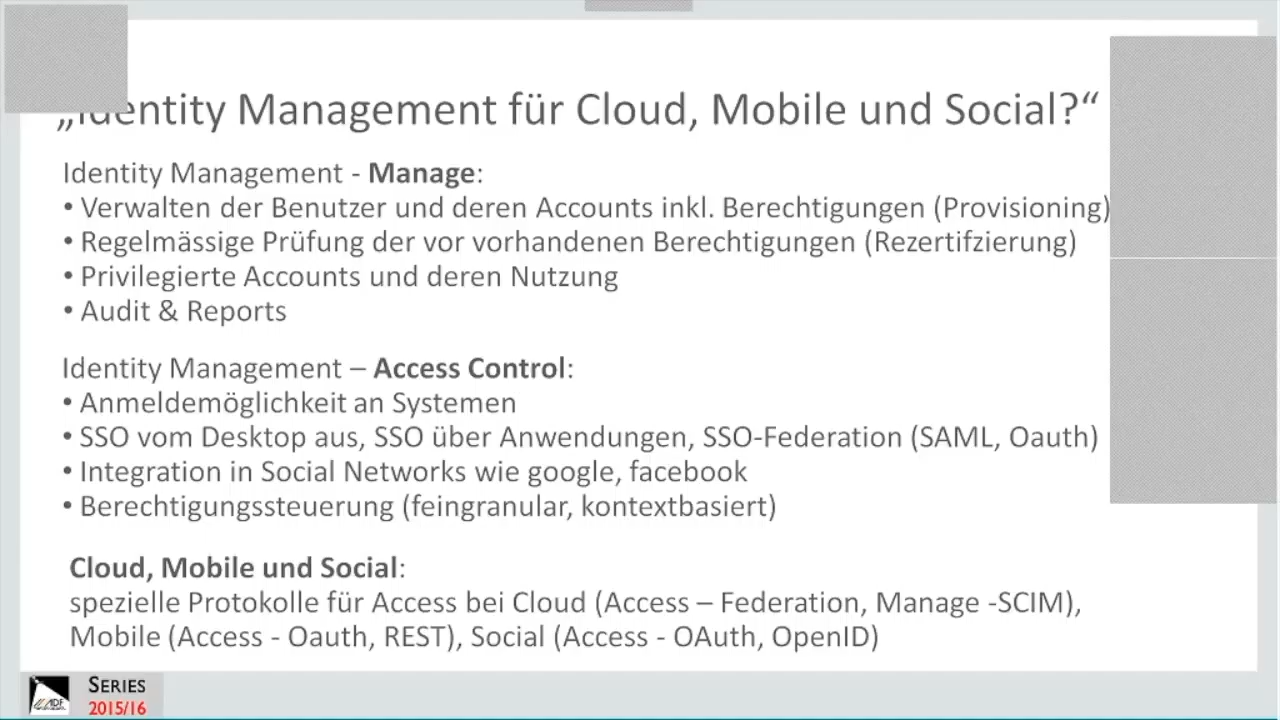 „Identity Management für Cloud, Mobile und Social?“
Identity Management - Manage:
• Verwalten der Benutzer und deren Accounts inkl. Berechtigungen (Provisioning)
• Regelmässige Prüfung der vor vorhandenen Berechtigungen (Rezertifzierung)
• Privilegierte Accounts und deren Nutzung
• Audit & Reports
Identity Management – Access Control:
• Anmeldemöglichkeit an Systemen
• SSO vom Desktop aus, SSO über Anwendungen, SSO-Federation (SAML, Oauth)
• Integration in Social Networks wie google, facebook
• Berechtigungssteuerung (feingranular, kontextbasiert)
Cloud, Mobile und Social:
spezielle Protokolle für Access bei Cloud (Access – Federation, Manage -SCIM),
Mobile (Access - Oauth, REST), Social (Access - OAuth, OpenID)
SERIES
2015/16